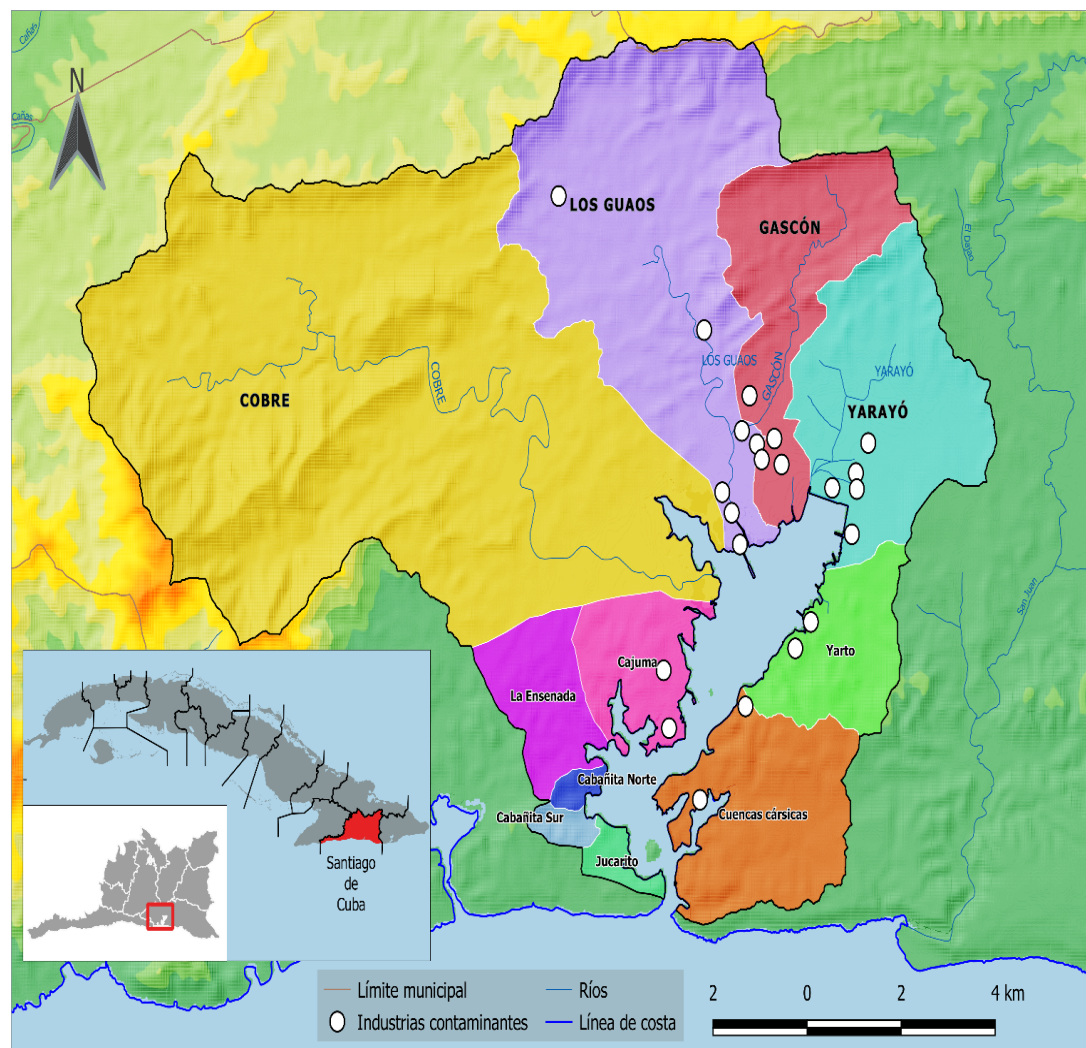 Cañas
Cañas
N
LOS GUAOS
GASCÓN
El Dajao
LOS GUAOS
GASCÓN
YARAYÓ
COBRE
COBRE
YARAYÓ
San Juan
Cajuma
Yarto
La Ensenada
Cabañita Norte
Cabañita Sur
Cuencas cársicas
Jucarito
Santiago
de
Cuba
Límite municipal
Ríos
Industrias contaminantes
Línea de costa
2 0 2 4 km